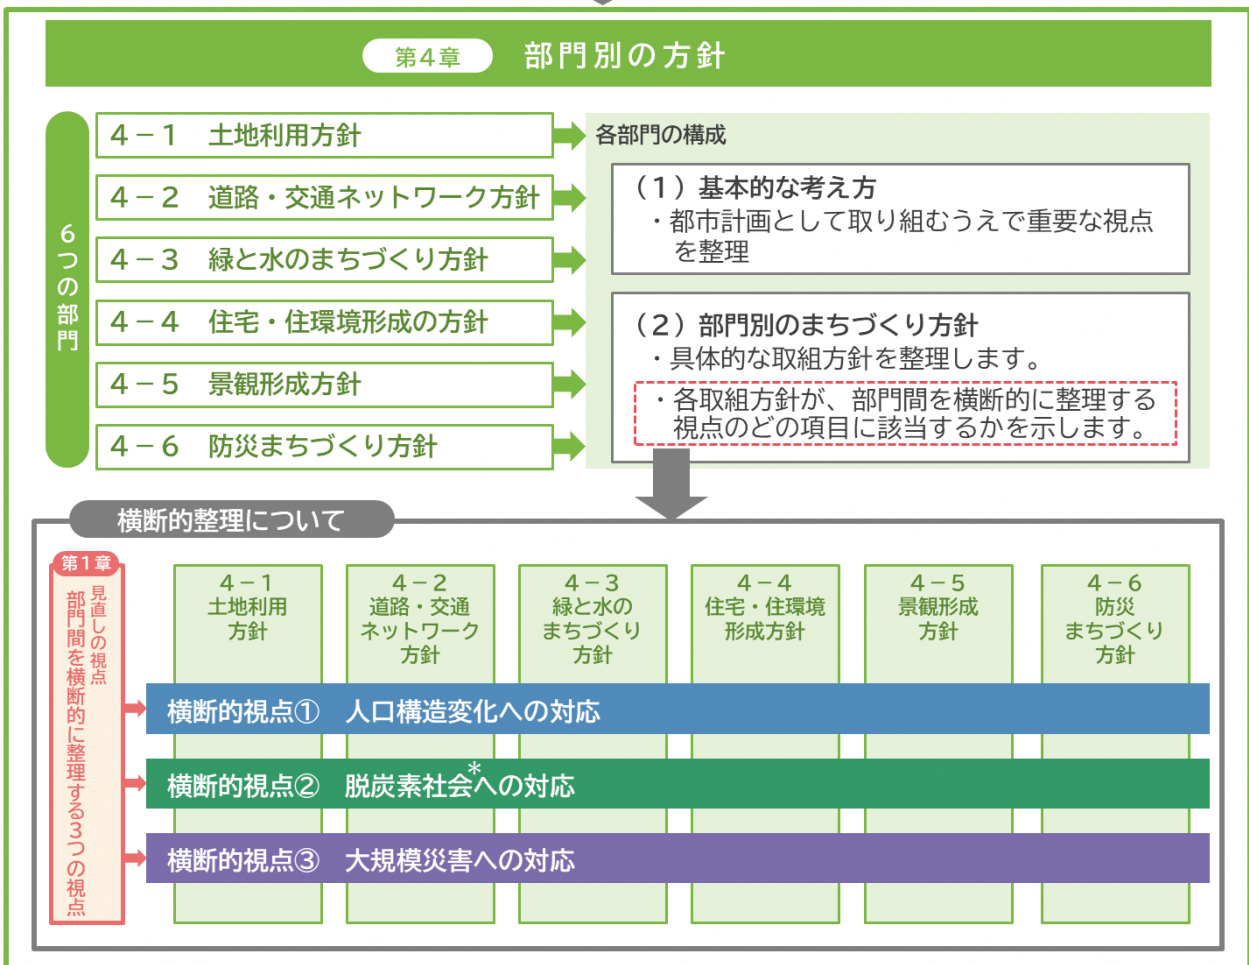 第4章 部門別の方針
6つの部門
4－1 土地利用方針
4－2 道路・交通ネットワーク方針
4－3 緑と水のまちづくり方針
4－4 住宅・住環境形成の方針
4－5 景観形成方針
4－6 防災まちづくり方針
各部門の構成
（1）基本的な考え方
・都市計画として取り組むうえで重要な視点
を整理
（2）部門別のまちづくり方針
・具体的な取組方針を整理します。
・各取組方針が、部門間を横断的に整理する
視点のどの項目に該当するかを示します。
横断的整理について
第1章
見直しの視点
部門間を横断的に整理する3つの視点
4－1
土地利用
方針
4－2
道路・交通
ネットワーク
方針
4－3
緑と水の
まちづくり
方針
4－4
住宅・住環境
形成方針
4－5
景観形成
方針
4－6
防災
まちづくり
方針
横断的視点① 人口構造変化への対応
横断的視点② 脱炭素社会*への対応
横断的視点③ 大規模災害への対応